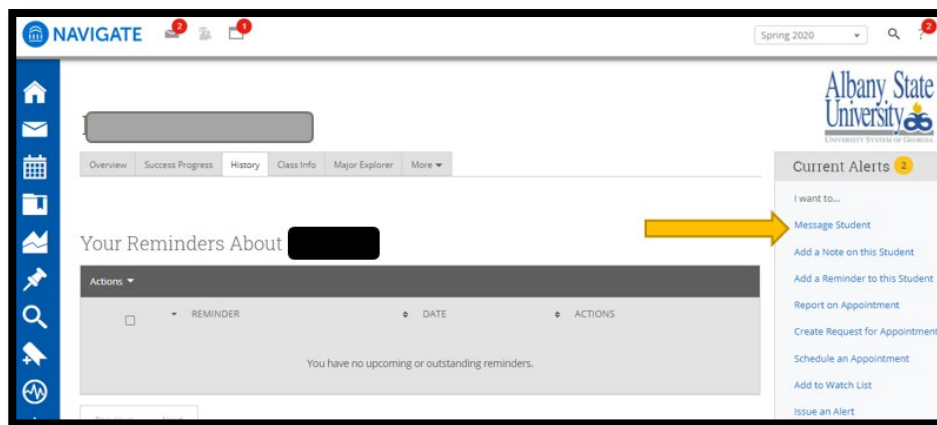 NAVIGATE 2 1 Spring 2020 ? 2
Albany State
University
UNIVERSITY SYSTEM OF GEORGIA
Overview Success Progress History Class Info Major Explorer More
Current Alerts 2
I want to...
Message Student
Your Reminders About
Add a Note on this Student
Actions
Add a Reminder to this Student
REMINDER DATE ACTIONS
Report on Appointment
Create Request for Appointment
You have no upcoming or outstanding reminders.
Schedule an Appointment
Add to Watch List
Issue an Alert